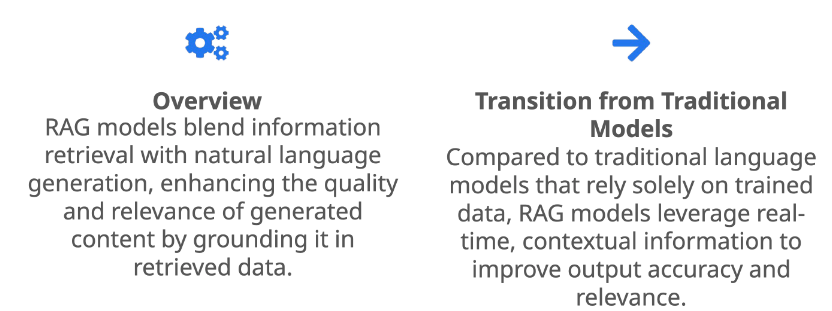 Overview
RAG models blend information
retrieval with natural language
generation, enhancing the quality
and relevance of generated
content by grounding it in
retrieved data.
Transition from Traditional
Models
Compared to traditional language
models that rely solely on trained
data, RAG models leverage real-
time, contextual information to
improve output accuracy and
relevance.